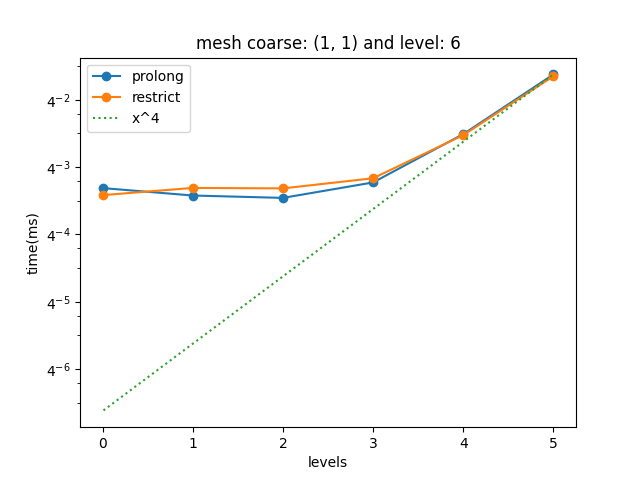 mesh coarse: (1, 1) and level: 6
prolong
restrict
x^4
4⁻²
4⁻³
4⁻⁴
4⁻⁵
4⁻⁶
time(ms)
0 1 2 3 4 5
levels